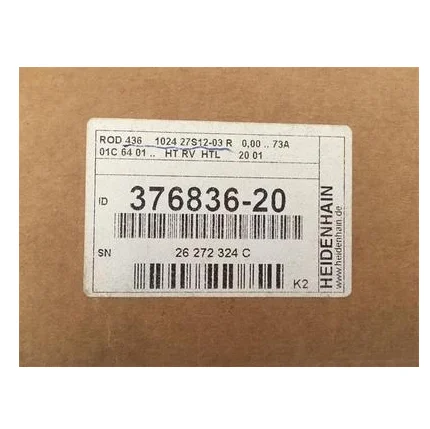 ROD 436 1024 27S12-03 R 0,00 .. 73A
01C 64 01 .. HT RV HTL 20 01
ID 376836-20
SN 26 272 324 C
K2
HEIDENHAIN
www.heidenhain.de